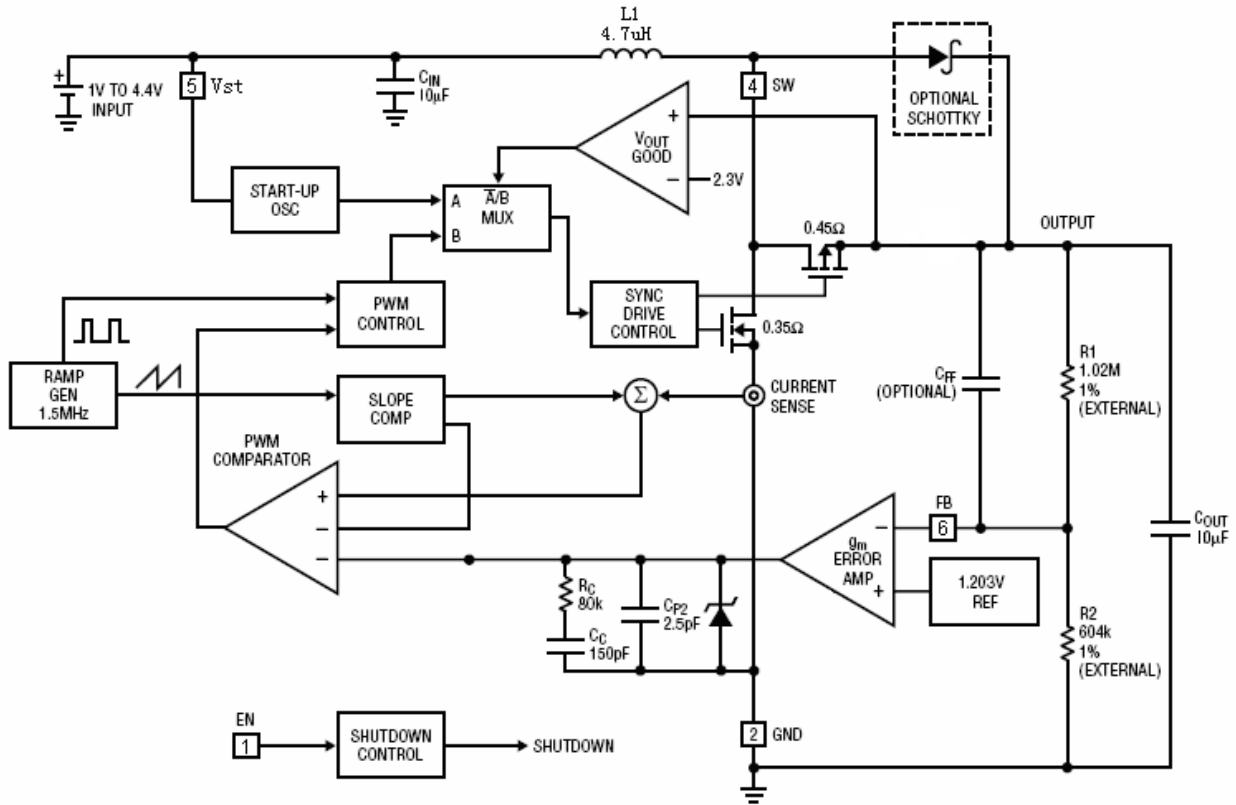 L1
4.7uH
1V TO 4.4V
INPUT
5
Vst
CIN
10µF
4
SW
OPTIONAL
SCHOTTKY
+
VOUT
GOOD
−
2.3V
START-UP
OSC
A
A̅/B
MUX
B
0.45Ω
OUTPUT
PWM
CONTROL
SYNC
DRIVE
CONTROL
0.35Ω
RAMP
GEN
1.5MHz
SLOPE
COMP
Σ
CURRENT
SENSE
CFF
(OPTIONAL)
R1
1.02M
1%
(EXTERNAL)
PWM
COMPARATOR
+
−
−
FB
6
−
gm
ERROR
AMP
+
1.203V
REF
COUT
10µF
RC
80k
CC
150pF
CP2
2.5pF
R2
604k
1%
(EXTERNAL)
EN
1
SHUTDOWN
CONTROL
SHUTDOWN
2
GND